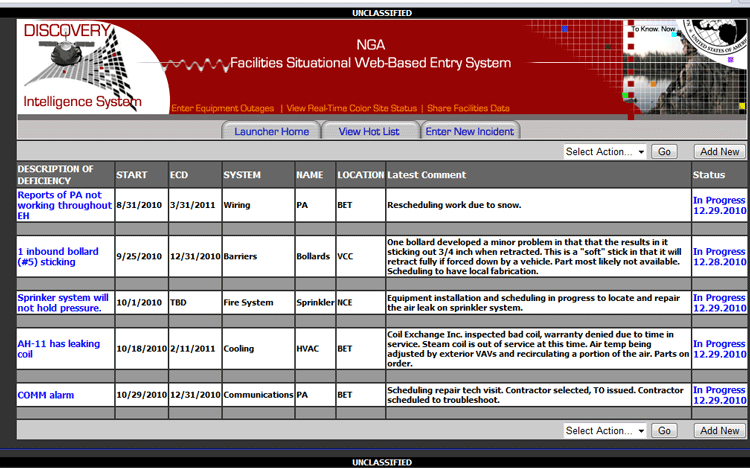 UNCLASSIFIED
DISCOVERY
Intelligence System
To Know. Now.
UNITED STATES OF AMERICA
NGA
Facilities Situational Web-Based Entry System
Enter Equipment Outages | View Real-Time Color Site Status | Share Facilities Data
Launcher Home View Hot List Enter New Incident
Select Action... Go Add New
DESCRIPTION OF
DEFICIENCY START ECD SYSTEM NAME LOCATION Latest Comment Status
Reports of PA not
working throughout
EH
8/31/2010 3/31/2011 Wiring PA BET
Rescheduling work due to snow.
In Progress
12.29.2010
1 inbound bollard
(#5) sticking
9/25/2010 12/31/2010 Barriers Bollards VCC
One bollard developed a minor problem in that that the results in it
sticking out 3/4 inch when retracted. This is a "soft" stick in that it will
retract fully if forced down by a vehicle. Part most likely not available.
Scheduling to have local fabrication.
In Progress
12.28.2010
Sprinker system will
not hold pressure.
10/1/2010 TBD Fire System Sprinkler NCE
Equipment installation and scheduling in progress to locate and repair
the air leak on sprinkler system.
In Progress
12.29.2010
AH-11 has leaking
coil
10/18/2010 2/11/2011 Cooling HVAC BET
Coil Exchange Inc. inspected bad coil, warranty denied due to time in
service. Steam coil is out of service at this time. Air temp being
adjusted by exterior VAVs and recirculating a portion of the air. Parts on
order.
In Progress
12.29.2010
COMM alarm
10/29/2010 12/31/2010 Communications PA BET
Scheduling repair tech visit. Contractor selected, TO issued. Contractor
scheduled to troubleshoot.
In Progress
12.29.2010
Select Action... Go Add New
UNCLASSIFIED